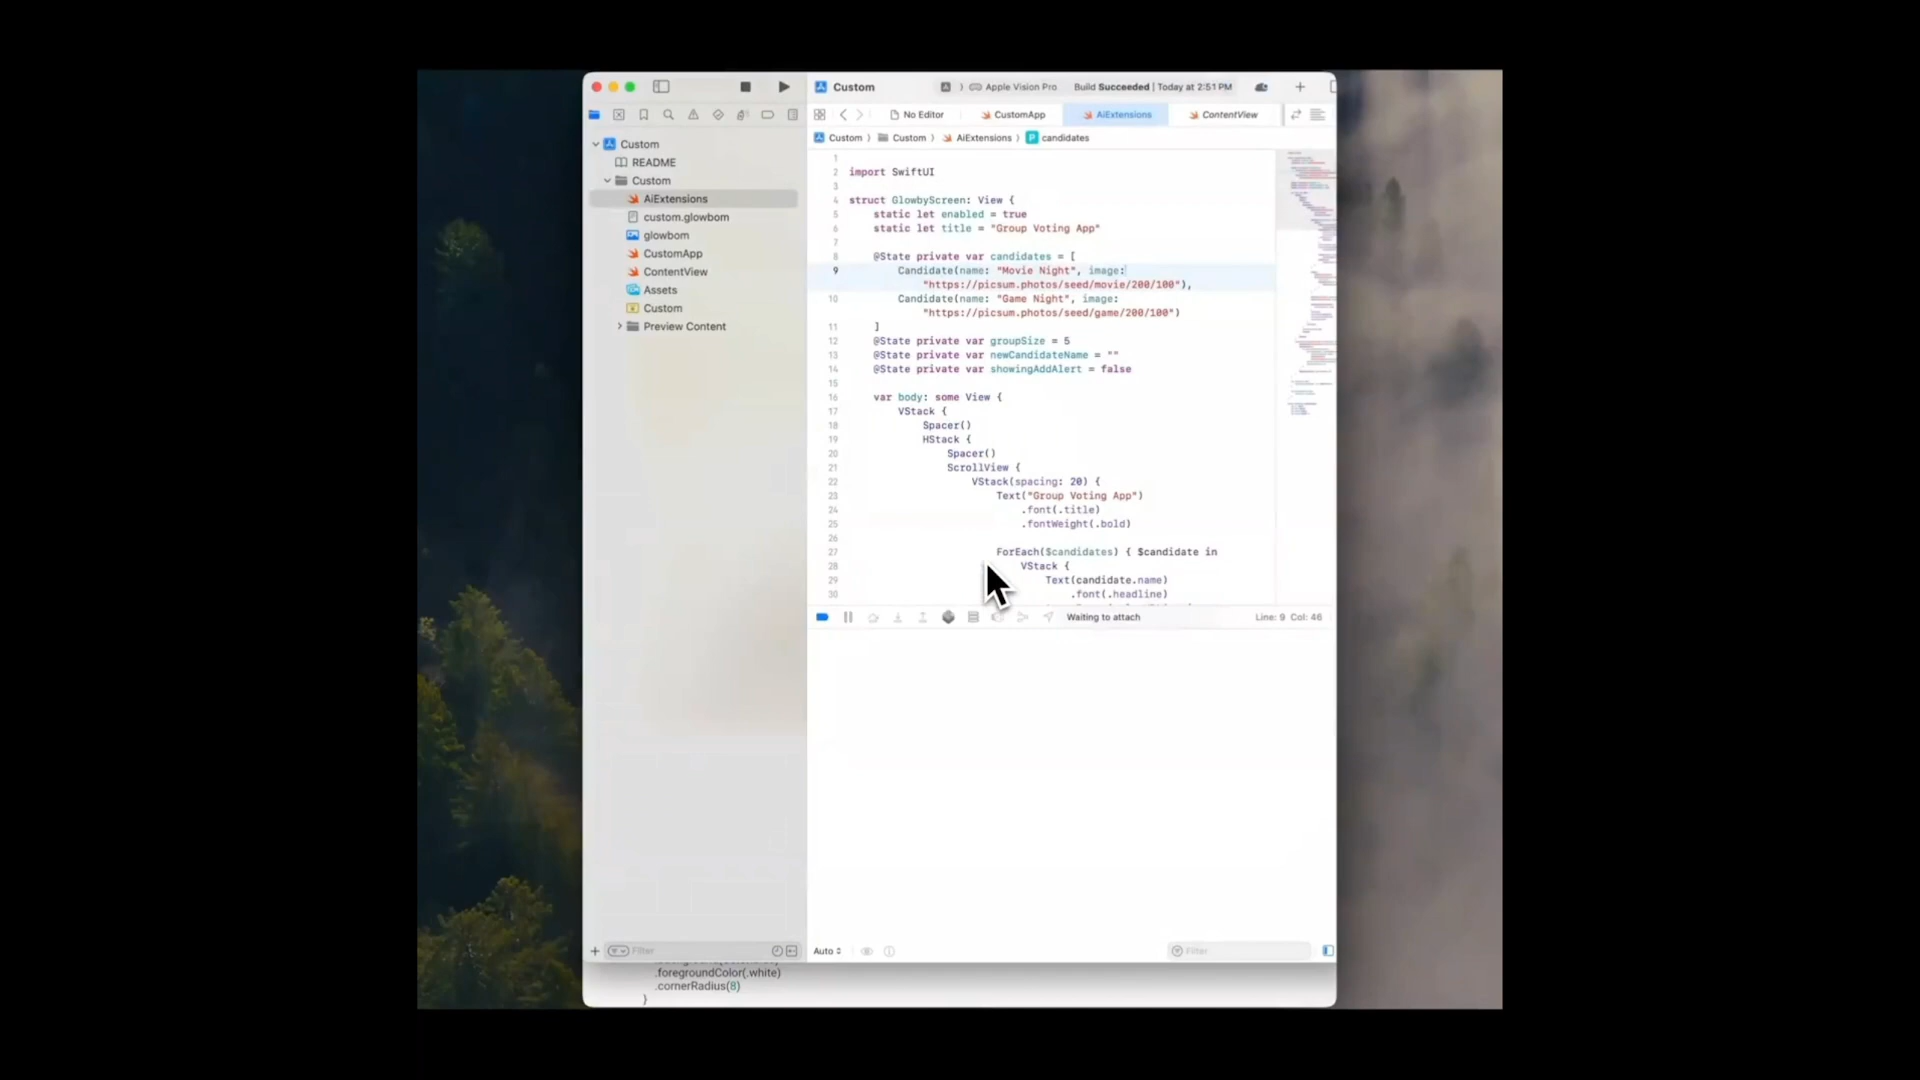 Custom
Apple Vision Pro
Build Succeeded | Today at 2:51 PM
No Editor
CustomApp
AiExtensions
ContentView
Custom
Custom
AiExtensions
candidates
Custom
README
Custom
AiExtensions
custom.glowbom
glowbom
CustomApp
ContentView
Assets
Custom
Preview Content
1
2 import SwiftUI
3
4 struct GlowbyScreen: View {
5 static let enabled = true
6 static let title = "Group Voting App"
7
8 @State private var candidates = [
9 Candidate(name: "Movie Night", image:
"https://picsum.photos/seed/movie/200/100"),
10 Candidate(name: "Game Night", image:
"https://picsum.photos/seed/game/200/100")
11 ]
12 @State private var groupSize = 5
13 @State private var newCandidateName = ""
14 @State private var showingAddAlert = false
15
16 var body: some View {
17 VStack {
18 Spacer()
19 HStack {
20 Spacer()
21 ScrollView {
22 VStack(spacing: 20) {
23 Text("Group Voting App")
24 .font(.title)
25 .fontWeight(.bold)
26
27 ForEach($candidates) { $candidate in
28 VStack {
29 Text(candidate.name)
30 .font(.headline)
Waiting to attach
Line: 9 Col: 46
Filter
Auto
Filter
.foregroundColor(.white)
.cornerRadius(8)
}